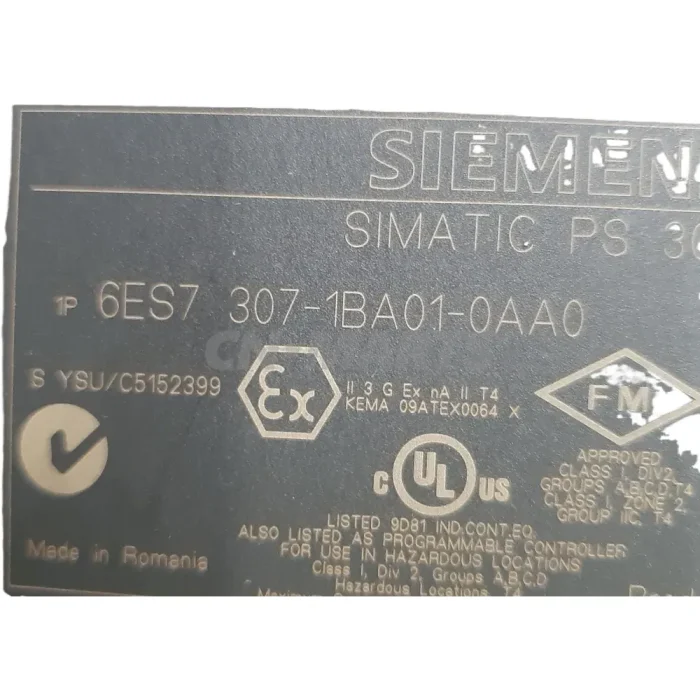 SIEMEN
SIMATIC PS 30
1P 6ES7 307-1BA01-0AA0
S YSU/C5152399
Ex
II 3 G Ex nA II T4
KEMA 09ATEX0064 X
FM
APPROVED
CLASS I, DIV2,
GROUPS A,B,C,D,T4
CLASS I, ZONE 2,
GROUP IIC, T4
C UL US
LISTED 9D81 IND.CONT.EQ.
ALSO LISTED AS PROGRAMMABLE CONTROLLER
FOR USE IN HAZARDOUS LOCATIONS
Class I, Div 2, Groups A,B,C,D
Hazardous Locations T4
Made in Romania